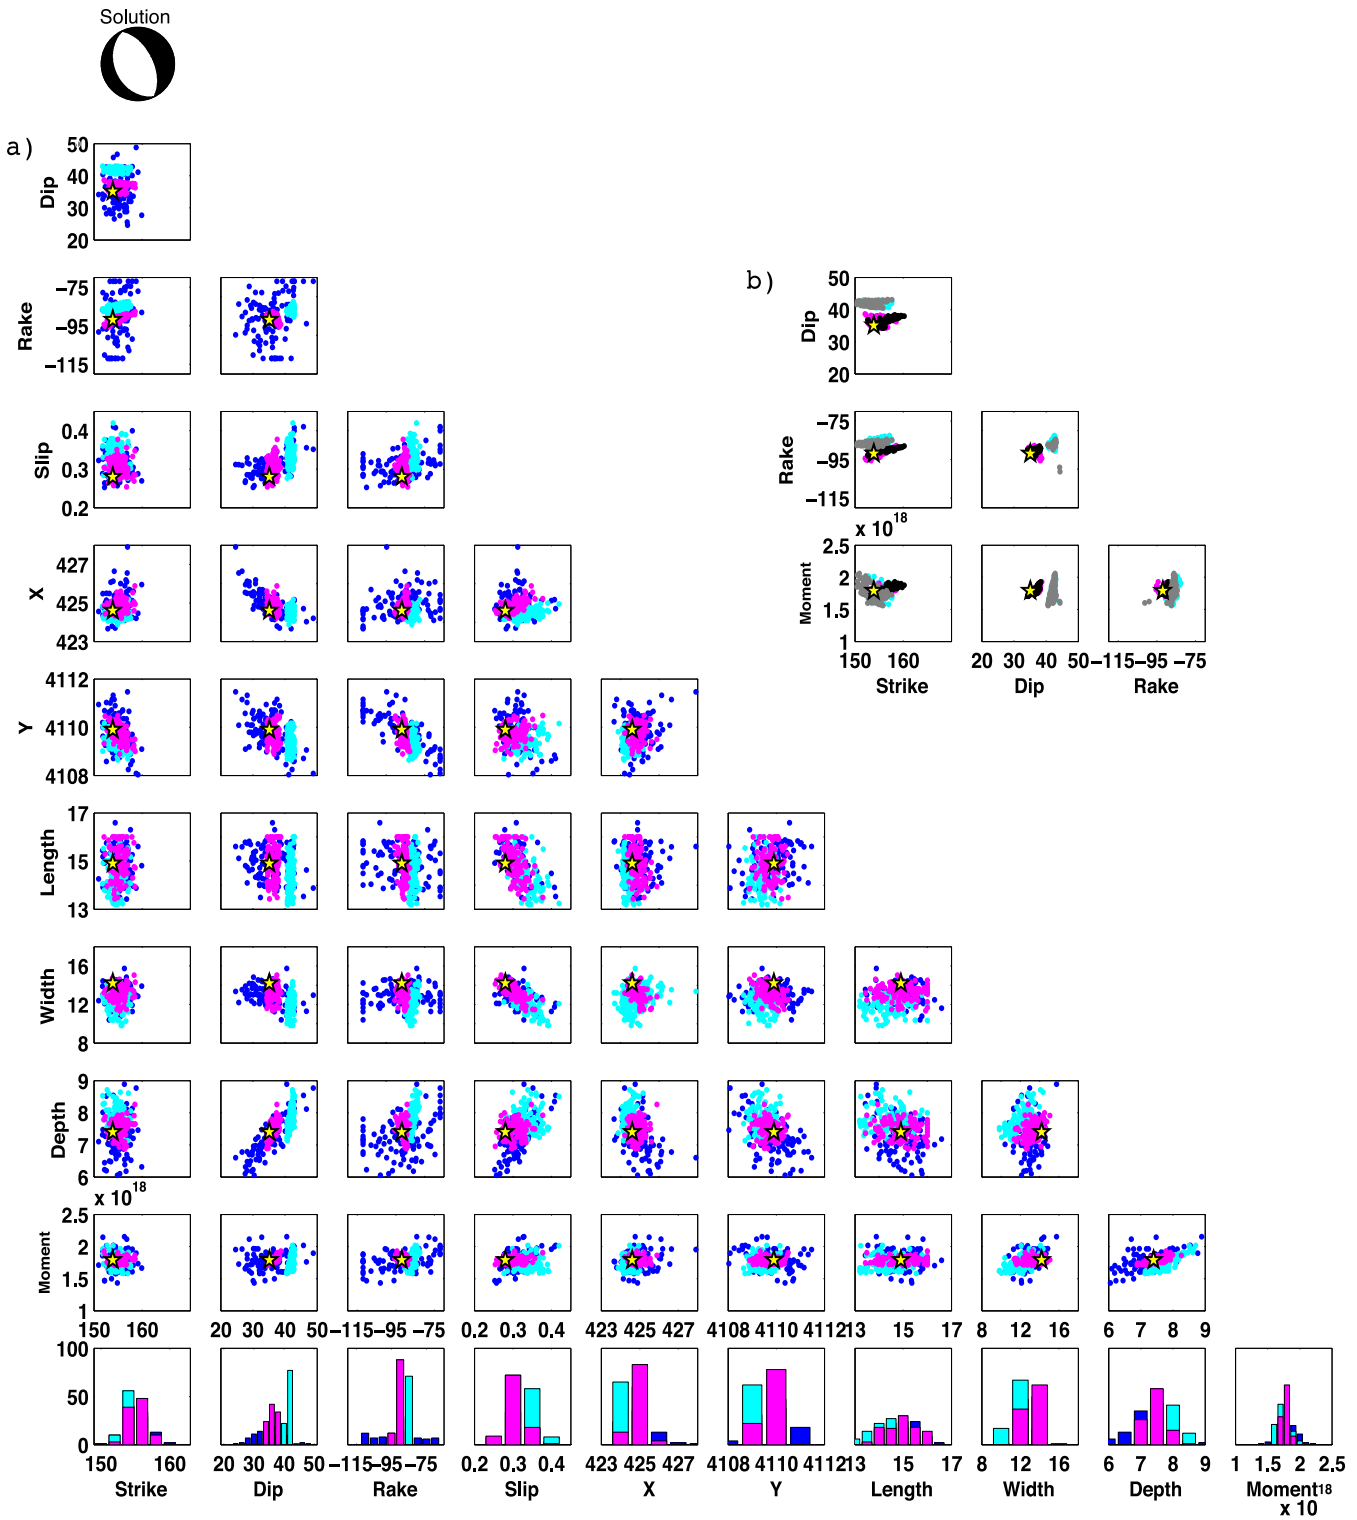 Solution
a)
50
40
30
20
Dip
−75
−95
−115
Rake
b)
50
40
30
20
Dip
0.4
0.3
0.2
Slip
−75
−95
−115
Rake
x 10^18
427
425
423
X
2.5
2
1.5
1
Moment
150 160
20 30 40 50
−115 −95 −75
Strike Dip Rake
4112
4110
4108
Y
17
15
13
Length
16
12
8
Width
9
8
7
6
Depth
x 10^18
2.5
2
1.5
1
Moment
150 160
20 30 40 50
−115 −95 −75
0.2 0.3 0.4
423 425 427
4108 4110 4112
13 15 17
8 12 16
6 7 8 9
100
50
0
150 160
20 30 40 50
−115 −95 −75
0.2 0.3 0.4
423 425 427
4108 4110 4112
13 15 17
8 12 16
6 7 8 9
1 1.5 2 2.5
Strike Dip Rake Slip X Y Length Width Depth Moment18
x 10